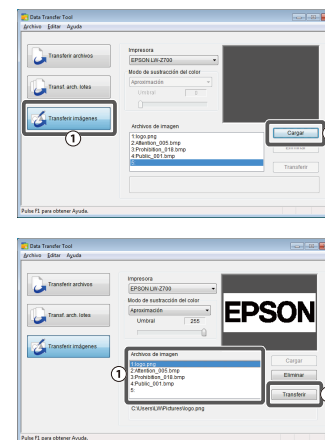 Data Transfer Tool
Archivo Editar Ayuda
Transferir archivos
Transf. arch. lotes
Transferir imágenes
1
Impresora
EPSON LW-Z700
Modo de sustracción del color
Aproximación
Umbral
Archivos de imagen
1:logo.png
2:Attention_005.bmp
3:Prohibition_018.bmp
4:Public_001.bmp
5:
Cargar
Eliminar
Transferir
Pulse F1 para obtener Ayuda.
Data Transfer Tool
Archivo Editar Ayuda
Transferir archivos
Transf. arch. lotes
Transferir imágenes
Impresora
EPSON LW-Z700
Modo de sustracción del color
Aproximación
Umbral 255
EPSON
1
Archivos de imagen
1:logo.png
2:Attention_005.bmp
3:Prohibition_018.bmp
4:Public_001.bmp
5:
C:\Users\LW\Pictures\logo.png
Cargar
Eliminar
Transferir
Pulse F1 para obtener Ayuda.